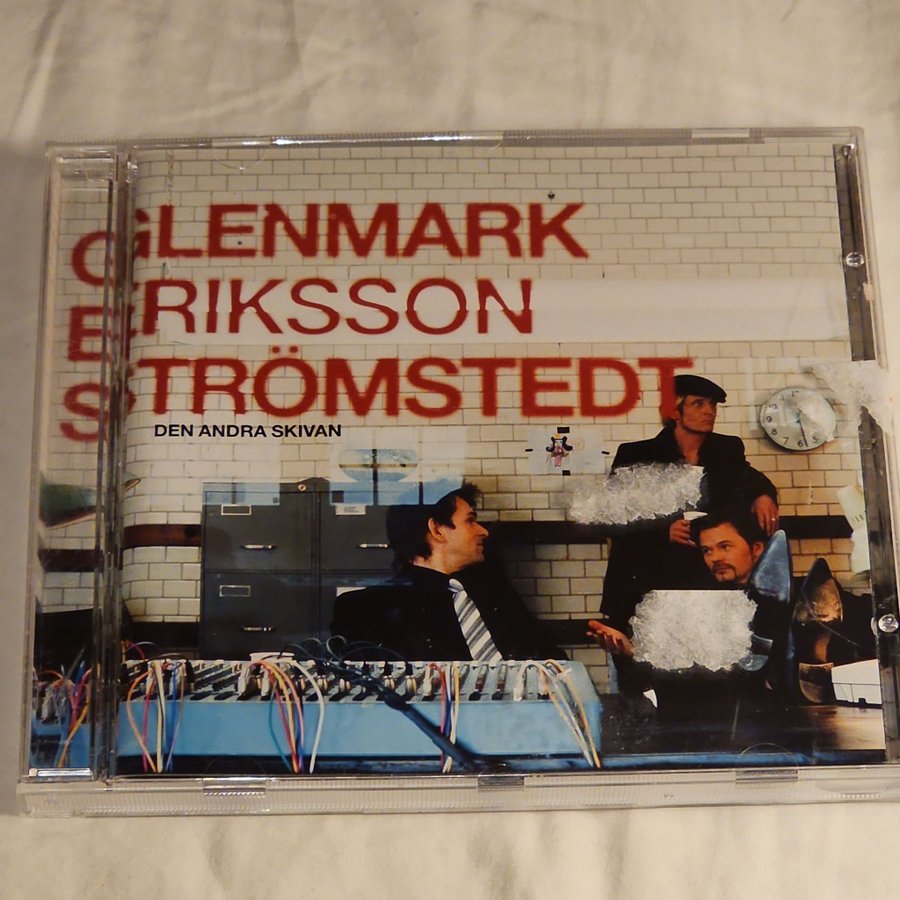 GLENMARK
ERIKSSON
STRÖMSTEDT
DEN ANDRA SKIVAN